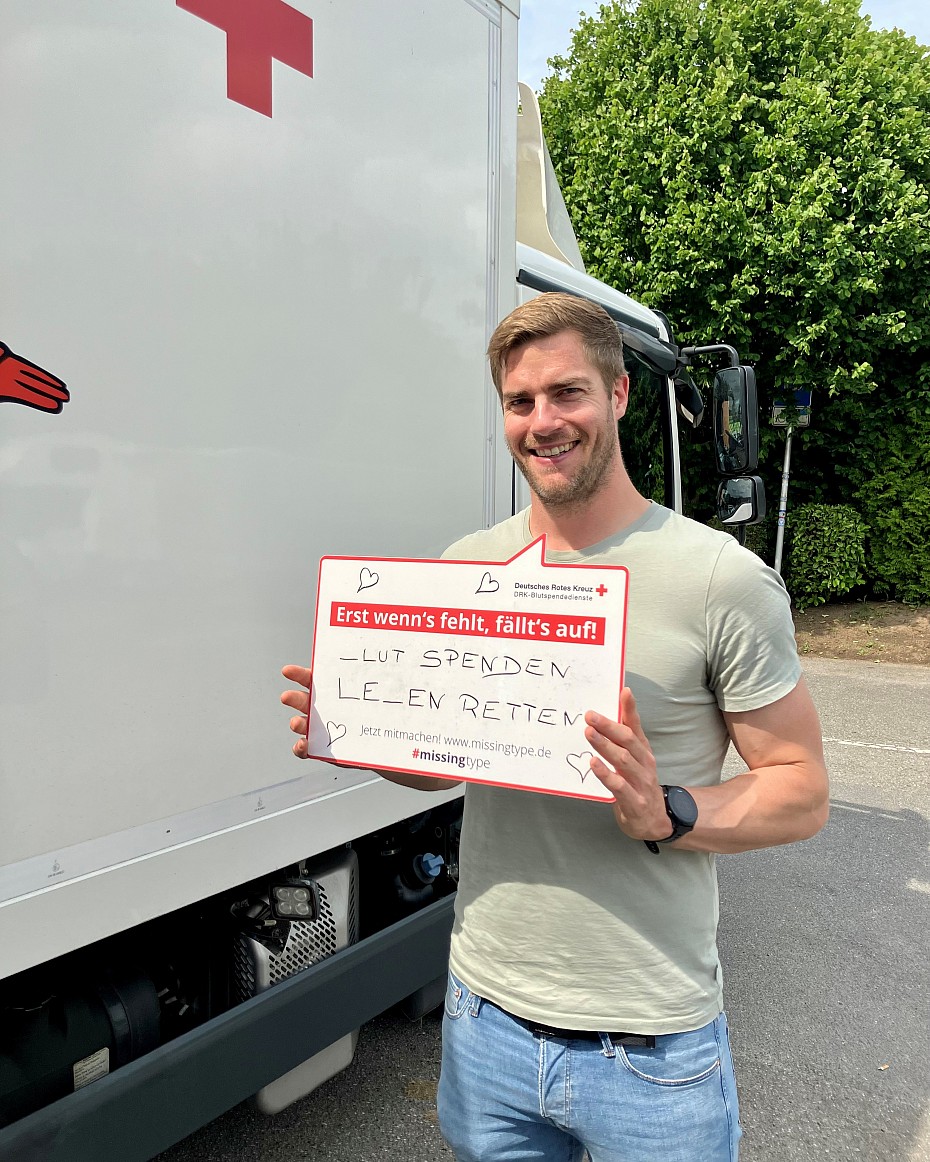 Deutsches Rotes Kreuz
DRK-Blutspendedienste
Erst wenn's fehlt, fällt's auf!
_LUT SPENDEN
LE_EN RETTEN
Jetzt mitmachen! www.missingtype.de
#missingtype